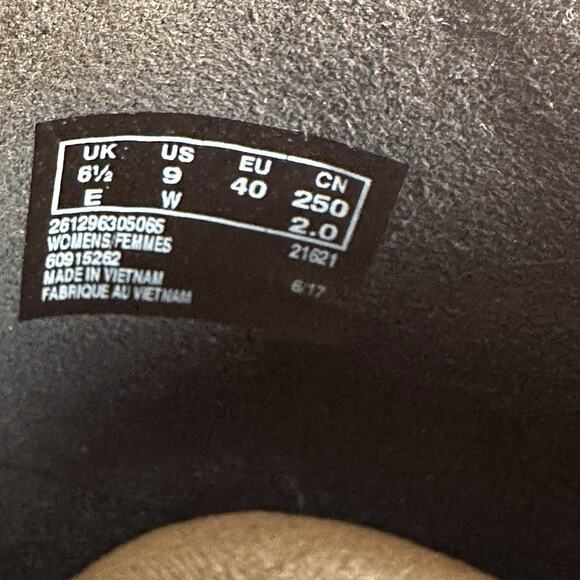 UK US EU CN
6½ 9 40 250
E W 2.0
261296305065 21621
WOMENS/FEMMES
60915262
MADE IN VIETNAM 6/17
FABRIQUE AU VIETNAM